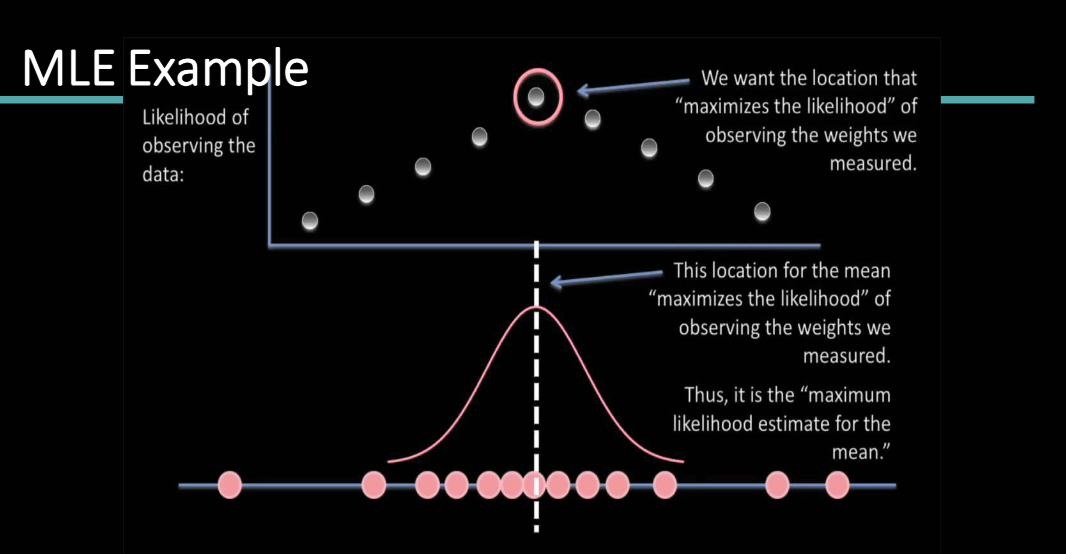 MLE Example
Likelihood of
observing the
data:
We want the location that
“maximizes the likelihood” of
observing the weights we
measured.
This location for the mean
“maximizes the likelihood” of
observing the weights we
measured.
Thus, it is the “maximum
likelihood estimate for the
mean.”